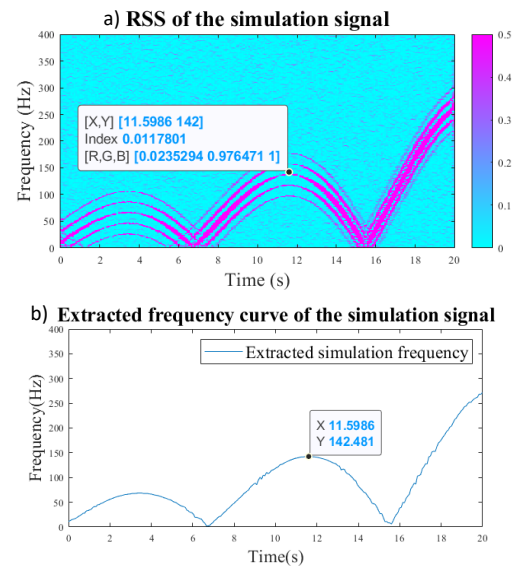 a) RSS of the simulation signal
400
350
300
250
200
150
100
50
0
Frequency (Hz)
[X,Y] [11.5986 142]
Index 0.0117801
[R,G,B] [0.0235294 0.976471 1]
0.5
0.4
0.3
0.2
0.1
0
0 2 4 6 8 10 12 14 16 18 20
Time (s)
b) Extracted frequency curve of the simulation signal
400
350
300
250
200
150
100
50
0
Frequency(Hz)
Extracted simulation frequency
X 11.5986
Y 142.481
0 2 4 6 8 10 12 14 16 18 20
Time(s)